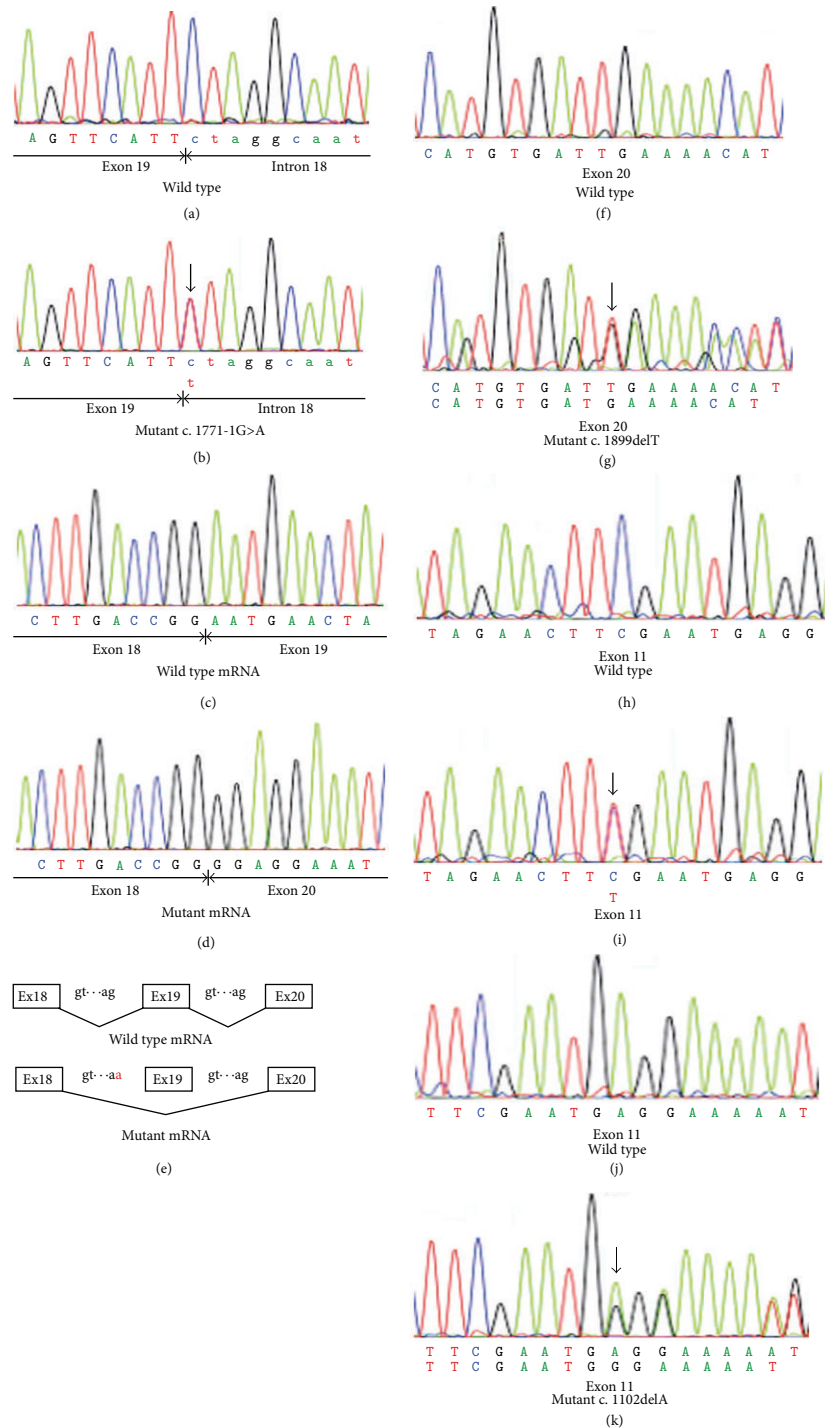 A G T T C A T T c t a g g c a a t
Exon 19 Intron 18
Wild type
(a)
A G T T C A T T c t a g g c a a t
t
Exon 19 Intron 18
Mutant c. 1771-1G>A
(b)
C T T G A C C G G A A T G A A C T A
Exon 18 Exon 19
Wild type mRNA
(c)
C T T G A C C G G G G A G G A A A T
Exon 18 Exon 20
Mutant mRNA
(d)
Ex18 gt···ag Ex19 gt···ag Ex20
Wild type mRNA
Ex18 gt···aa Ex19 gt···ag Ex20
Mutant mRNA
(e)
C A T G T G A T T G A A A A C A T
Exon 20
Wild type
(f)
C A T G T G A T T G A A A A C A T
C A T G T G A T G A A A A C A T
Exon 20
Mutant c. 1899delT
(g)
T A G A A C T T C G A A T G A G G
Exon 11
Wild type
(h)
T A G A A C T T C G A A T G A G G
T
Exon 11
(i)
T T C G A A T G A G G A A A A A T
Exon 11
Wild type
(j)
T T C G A A T G A G G A A A A A T
T T C G A A T G G G A A A A A T
Exon 11
Mutant c. 1102delA
(k)